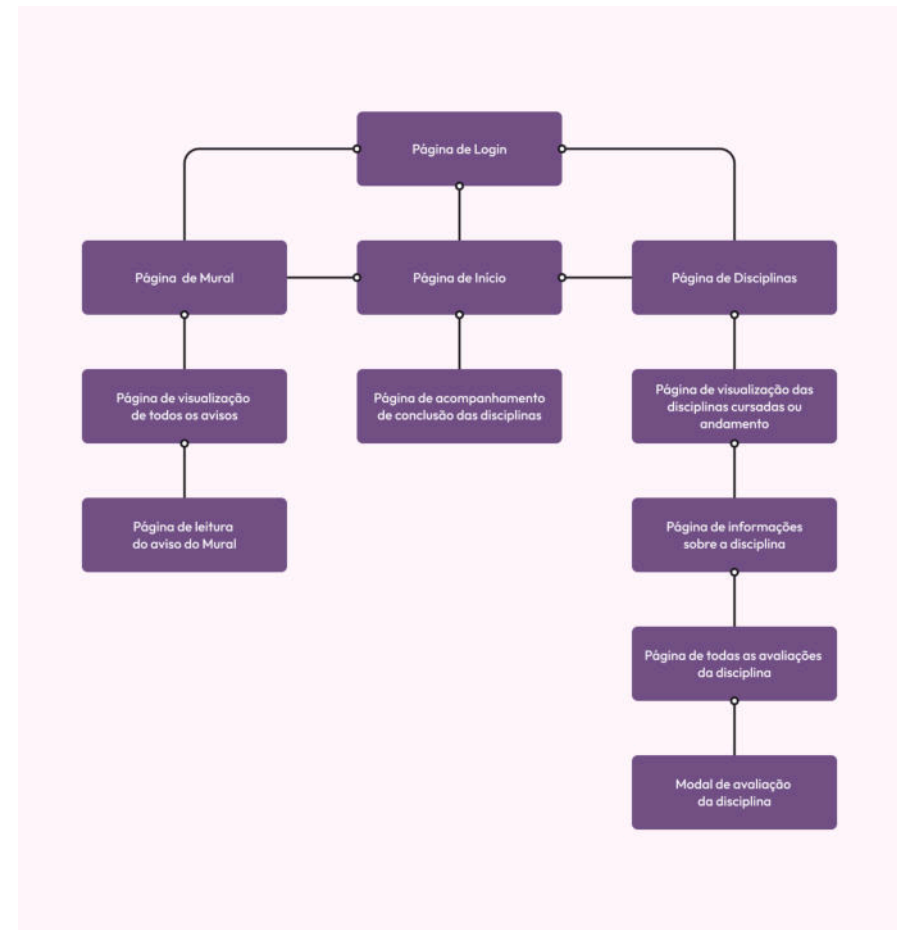 Página de Login
Página de Mural
Página de Início
Página de Disciplinas
Página de visualização
de todos os avisos
Página de acompanhamento
de conclusão das disciplinas
Página de visualização das
disciplinas cursadas ou
andamento
Página de leitura
do aviso do Mural
Página de informações
sobre a disciplina
Página de todas as avaliações
da disciplina
Modal de avaliação
da disciplina